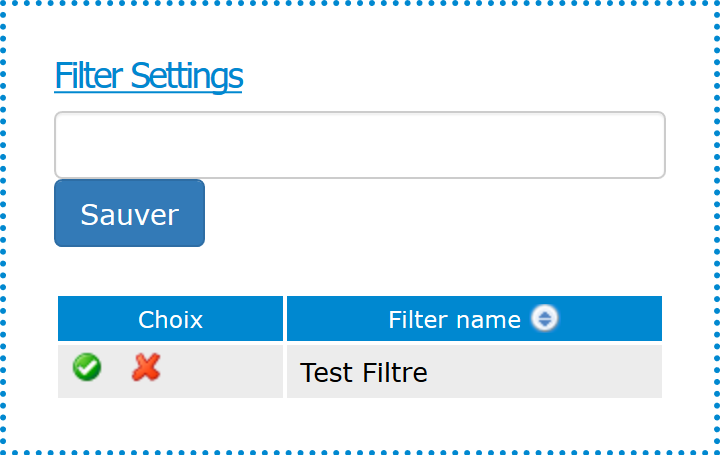 Filter Settings
Sauver
Choix Filter name
Test Filtre